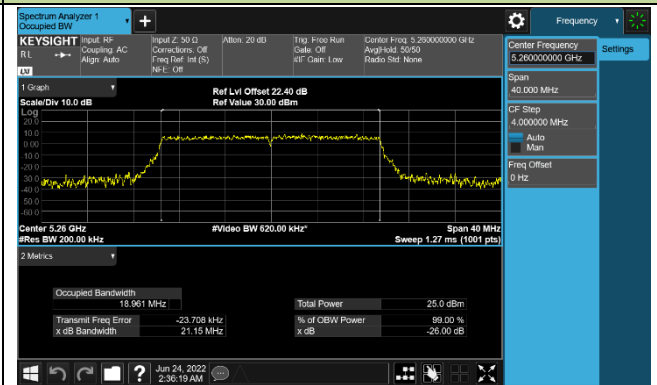 Spectrum Analyzer 1
Occupied BW
+
Frequency
KEYSIGHT
Input: RF
Coupling: AC
Align: Auto
Input Z: 50 Ω
Corrections: Off
Freq Ref: Int (S)
NFE: Off
Atten: 20 dB
Trig: Free Run
Gate: Off
#IF Gain: Low
Center Freq: 5.260000000 GHz
Avg|Hold: 50/50
Radio Std: None
RL
LXI
Center Frequency
5.260000000 GHz
Settings
Span
40.000 MHz
CF Step
4.000000 MHz
Auto
Man
Freq Offset
0 Hz
1 Graph
Scale/Div 10.0 dB
Ref Lvl Offset 22.40 dB
Ref Value 30.00 dBm
Log
20.0
10.0
0.00
-10.0
-20.0
-30.0
-40.0
-50.0
-60.0
Center 5.26 GHz
#Video BW 620.00 kHz*
Span 40 MHz
#Res BW 200.00 kHz
Sweep 1.27 ms (1001 pts)
2 Metrics
Occupied Bandwidth
18.961 MHz
Total Power
25.0 dBm
Transmit Freq Error
-23.708 kHz
% of OBW Power
99.00 %
x dB Bandwidth
21.15 MHz
x dB
-26.00 dB
?
Jun 24, 2022
2:36:19 AM